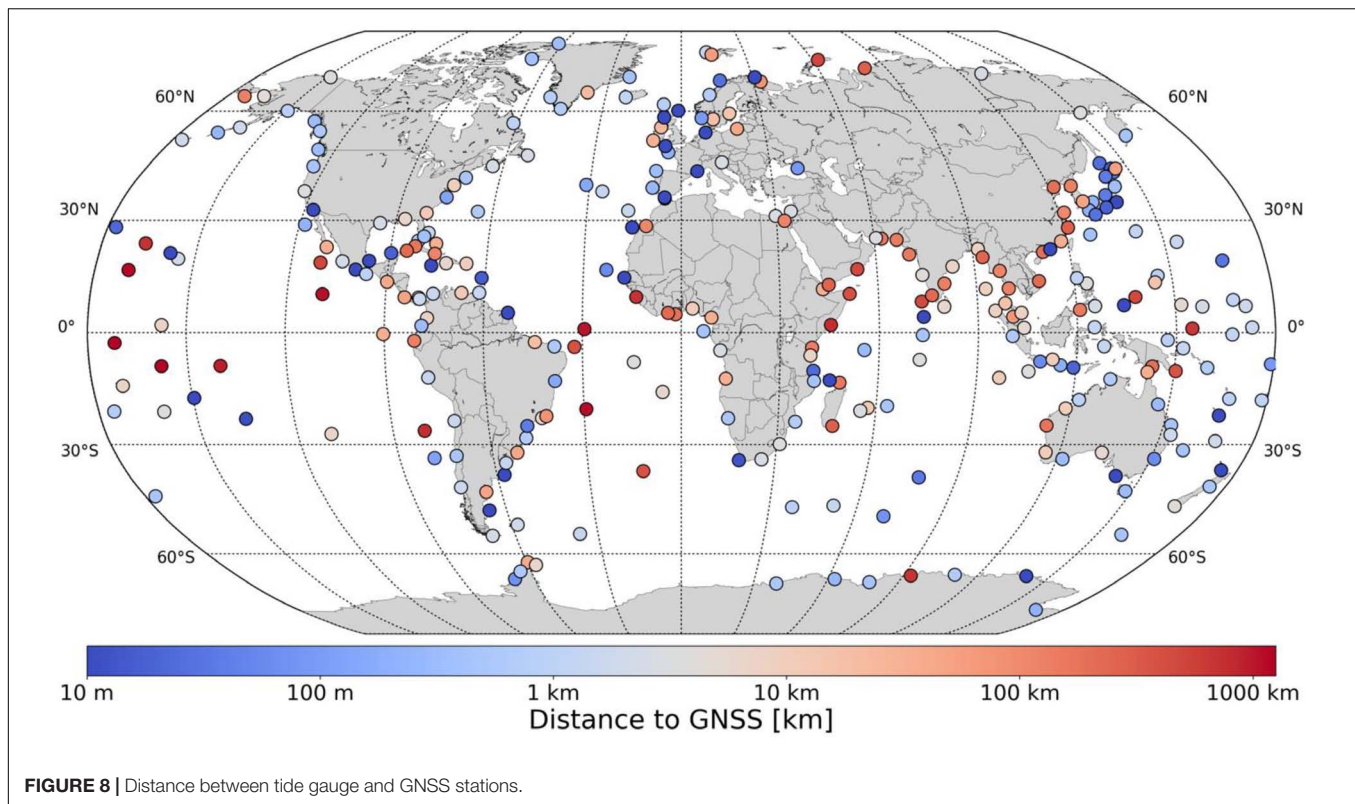 60°N 60°N
30°N 30°N
0° 0°
30°S 30°S
60°S 60°S
10 m 100 m 1 km 10 km 100 km 1000 km
Distance to GNSS [km]
FIGURE 8 | Distance between tide gauge and GNSS stations.